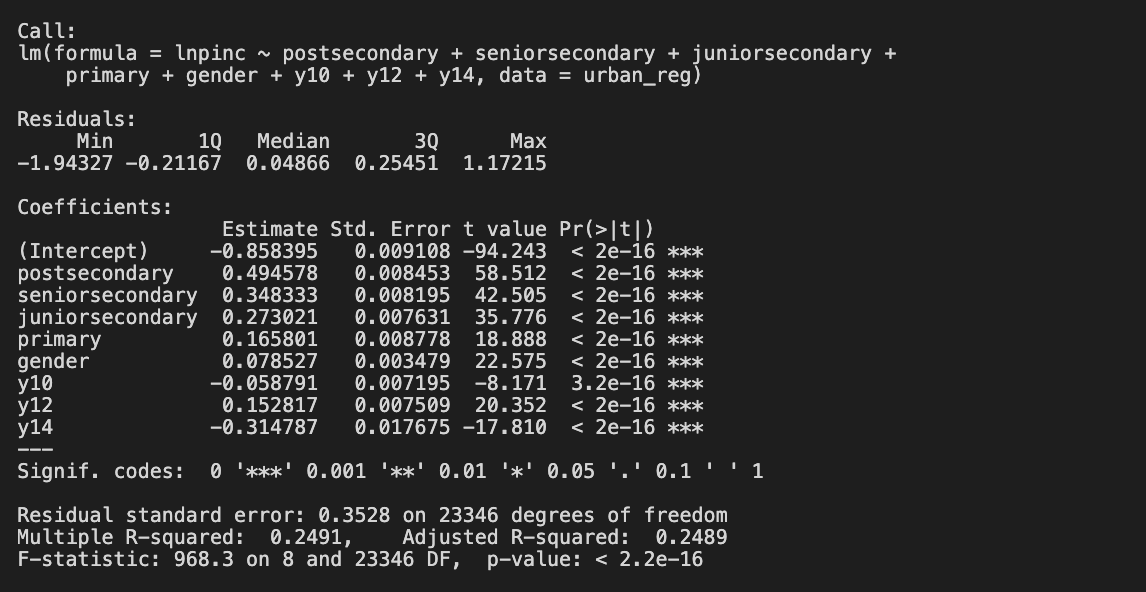 Call:
lm(formula = lnpinc ~ postsecondary + seniorsecondary + juniorsecondary +
    primary + gender + y10 + y12 + y14, data = urban_reg)

Residuals:
     Min       1Q   Median       3Q      Max
-1.94327 -0.21167  0.04866  0.25451  1.17215

Coefficients:
                 Estimate Std. Error t value Pr(>|t|)
(Intercept)     -0.858395   0.009108 -94.243  < 2e-16 ***
postsecondary    0.494578   0.008453  58.512  < 2e-16 ***
seniorsecondary  0.348333   0.008195  42.505  < 2e-16 ***
juniorsecondary  0.273021   0.007631  35.776  < 2e-16 ***
primary          0.165801   0.008778  18.888  < 2e-16 ***
gender           0.078527   0.003479  22.575  < 2e-16 ***
y10             -0.058791   0.007195  -8.171  3.2e-16 ***
y12              0.152817   0.007509  20.352  < 2e-16 ***
y14             -0.314787   0.017675 -17.810  < 2e-16 ***
---
Signif. codes:  0 '***' 0.001 '**' 0.01 '*' 0.05 '.' 0.1 ' ' 1

Residual standard error: 0.3528 on 23346 degrees of freedom
Multiple R-squared:  0.2491,    Adjusted R-squared:  0.2489
F-statistic: 968.3 on 8 and 23346 DF,  p-value: < 2.2e-16